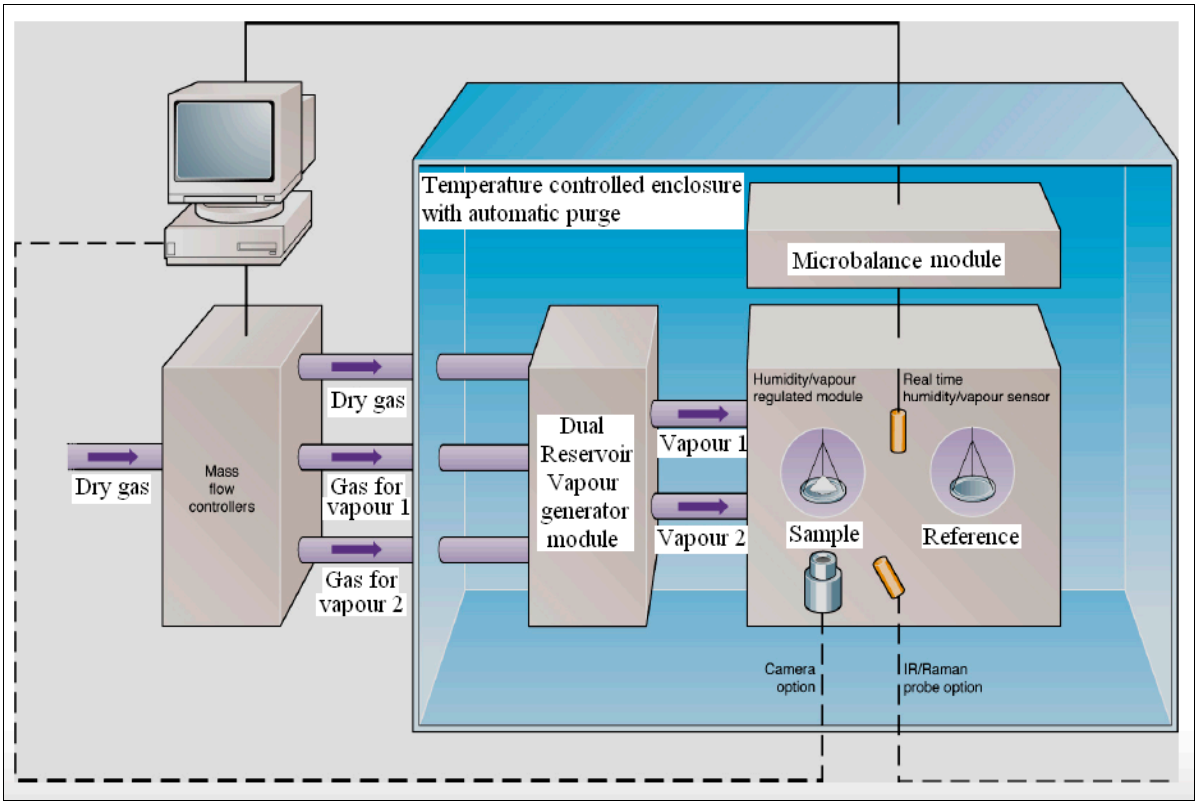 Temperature controlled enclosure
with automatic purge
Microbalance module
Humidity/vapour
regulated module
Real time
humidity/vapour sensor
Dry gas
Dry gas
Mass
flow
controllers
Gas for
vapour 1
Gas for
vapour 2
Dual
Reservoir
Vapour
generator
module
Vapour 1
Vapour 2
Sample
Reference
Camera
option
IR/Raman
probe option